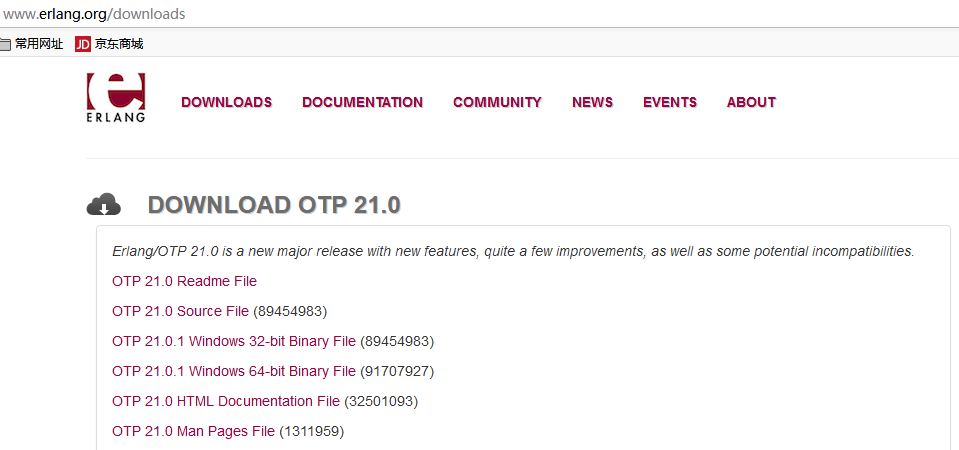 www.erlang.org/downloads
常用网址 JD 京东商城
e
ERLANG
DOWNLOADS DOCUMENTATION COMMUNITY NEWS EVENTS ABOUT
DOWNLOAD OTP 21.0
Erlang/OTP 21.0 is a new major release with new features, quite a few improvements, as well as some potential incompatibilities.
OTP 21.0 Readme File
OTP 21.0 Source File (89454983)
OTP 21.0.1 Windows 32-bit Binary File (89454983)
OTP 21.0.1 Windows 64-bit Binary File (91707927)
OTP 21.0 HTML Documentation File (32501093)
OTP 21.0 Man Pages File (1311959)